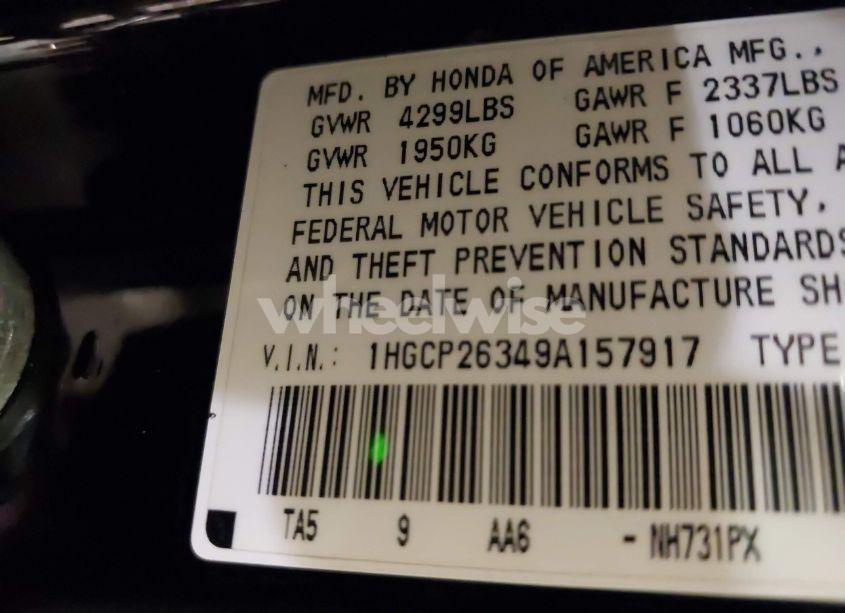 MFD. BY HONDA OF AMERICA MFG.,
GVWR 4299LBS GAWR F 2337LBS
GVWR 1950KG GAWR F 1060KG
THIS VEHICLE CONFORMS TO ALL A
FEDERAL MOTOR VEHICLE SAFETY,
AND THEFT PREVENTION STANDARDS
ON THE DATE OF MANUFACTURE SH
wheelwise
V.I.N.: 1HGCP26349A157917 TYPE
TA5 9 AA6 - NH731PX